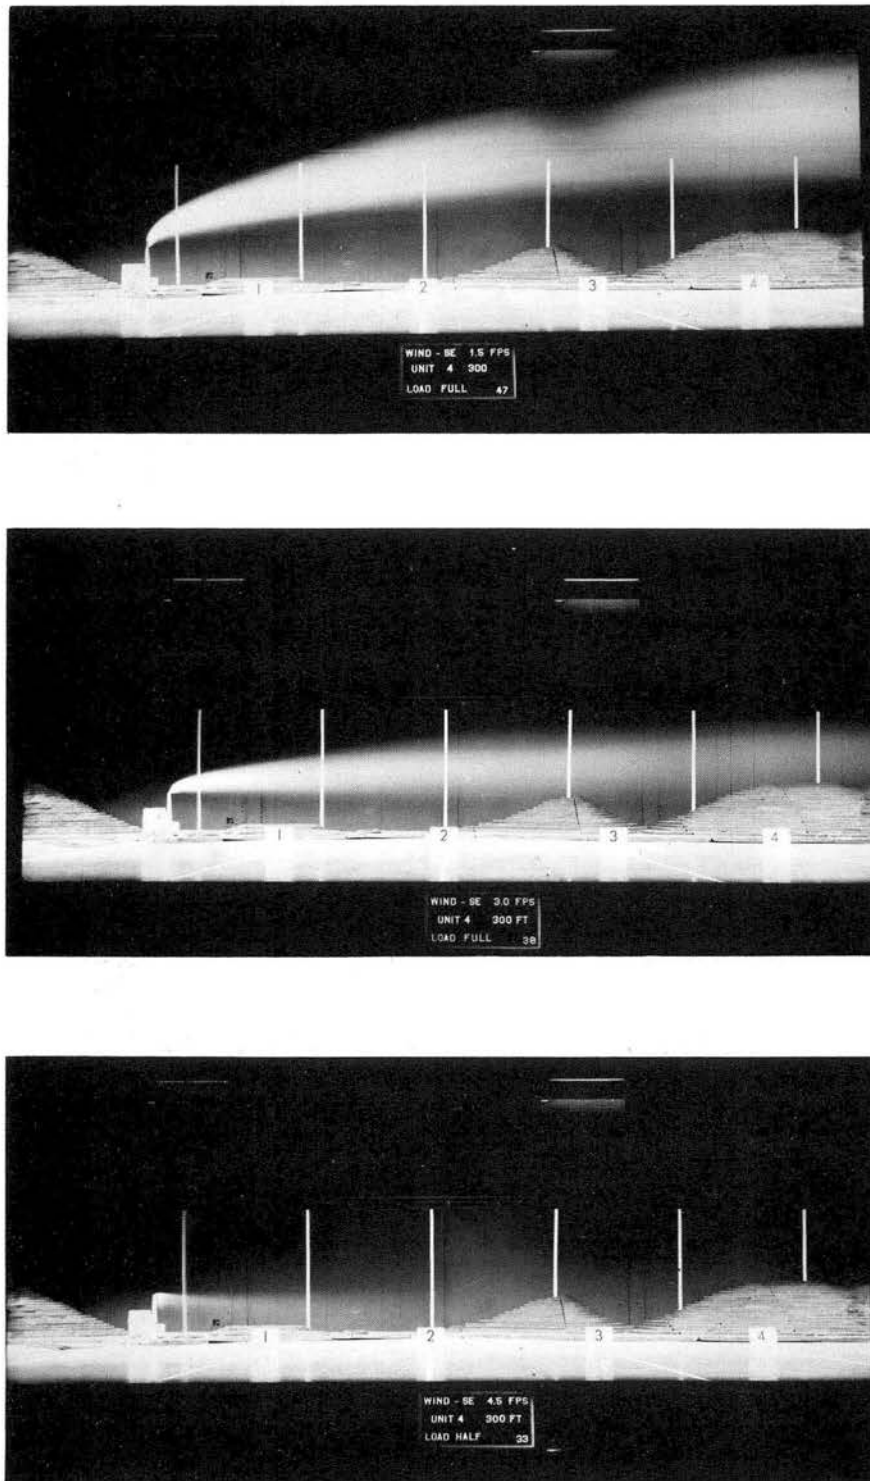 1 2 3 4
WIND - SE 1.5 FPS
UNIT 4 300
LOAD FULL 47
1 2 3 4
WIND - SE 3.0 FPS
UNIT 4 300 FT
LOAD FULL 38
1 2 3 4
WIND - SE 4.5 FPS
UNIT 4 300 FT
LOAD HALF 33